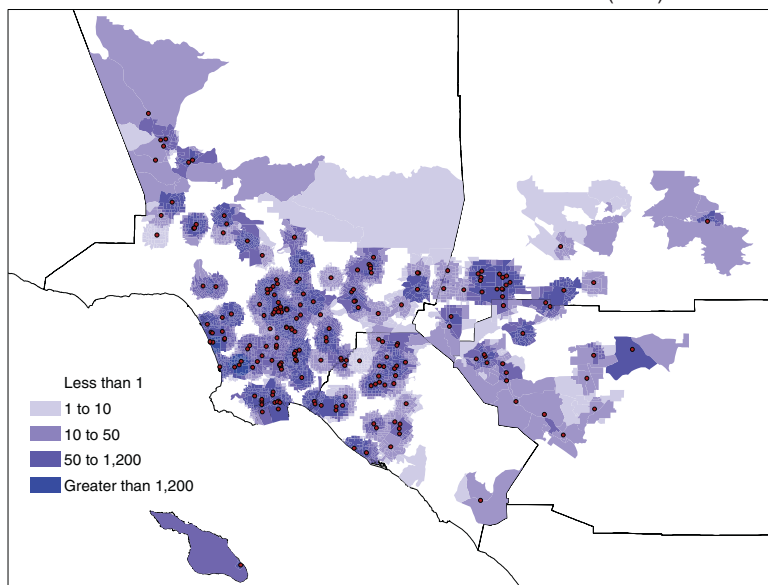 Less than 1
1 to 10
10 to 50
50 to 1,200
Greater than 1,200